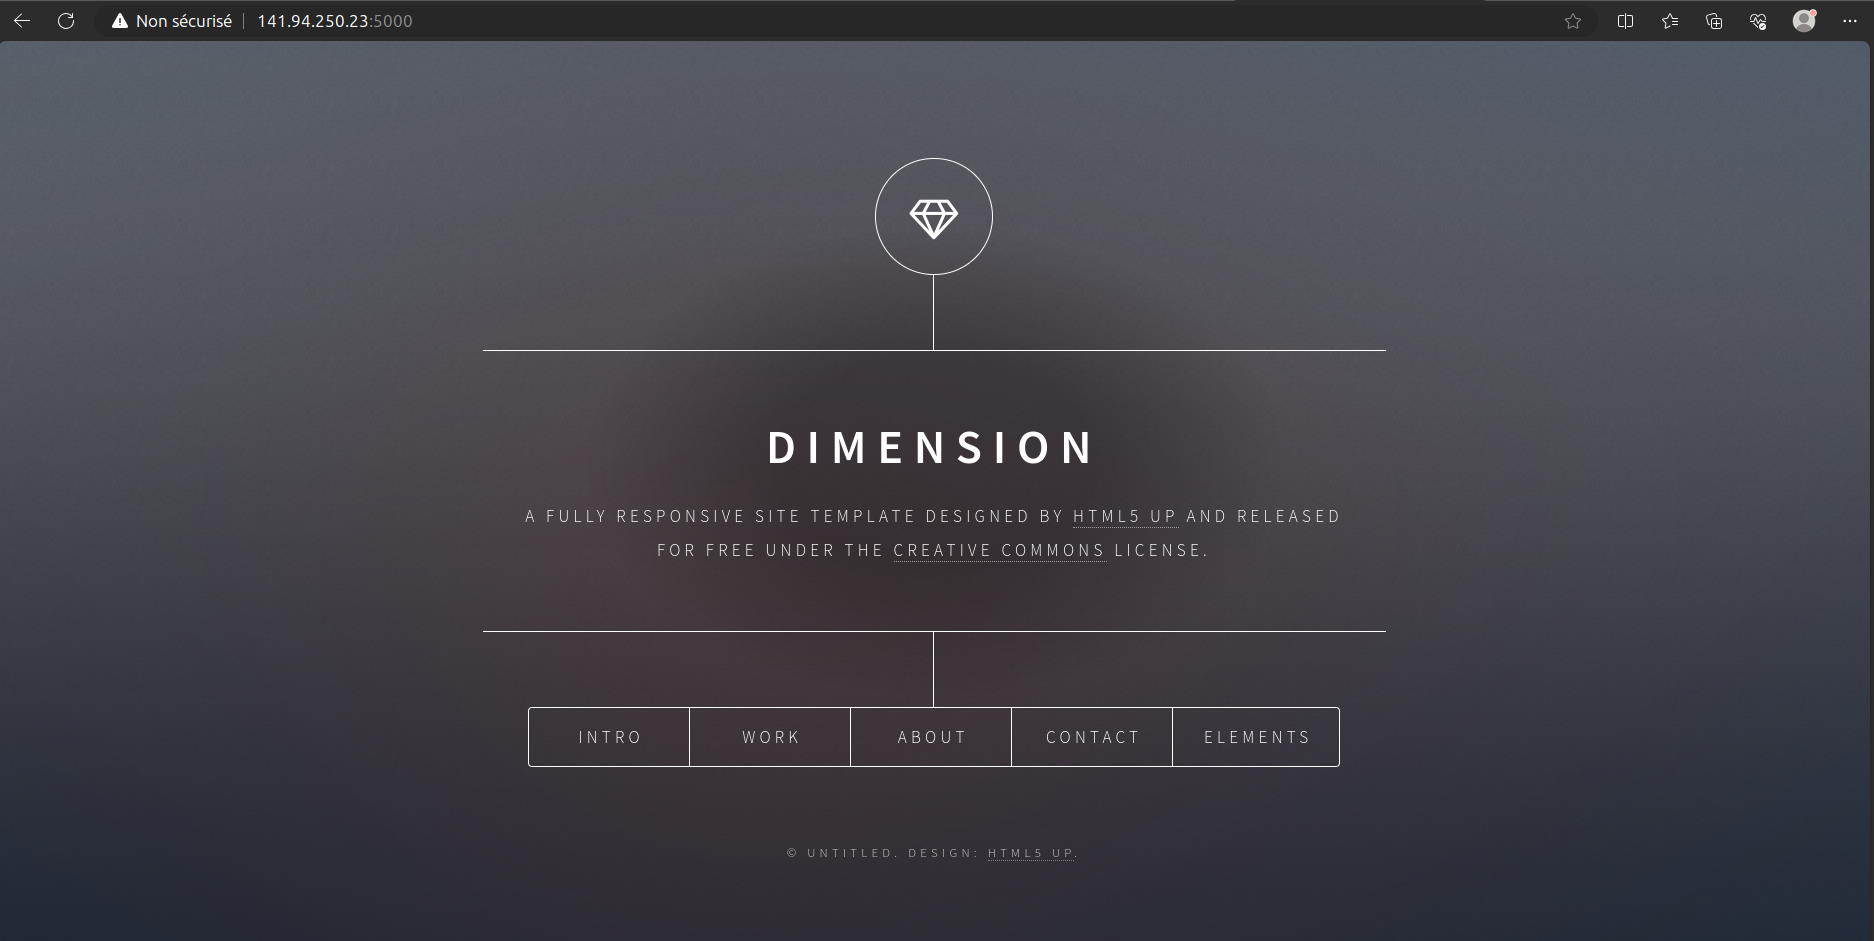 Non sécurisé 141.94.250.23:5000
DIMENSION
A FULLY RESPONSIVE SITE TEMPLATE DESIGNED BY HTML5 UP AND RELEASED
FOR FREE UNDER THE CREATIVE COMMONS LICENSE.
INTRO WORK ABOUT CONTACT ELEMENTS
© UNTITLED. DESIGN: HTML5 UP.